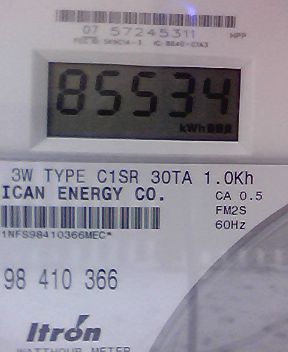 07 57245311
NPP
85534
kWh
3W TYPE C1SR 30TA 1.0Kh
ICAN ENERGY CO.
CA 0.5
FM2S
60Hz
1NFS98410366MEC*
98 410 366
Itron
WATTHOUR METER